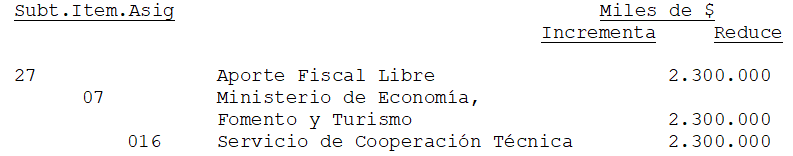 Subt.Item.Asig Miles de $
Incrementa Reduce
27 Aporte Fiscal Libre 2.300.000
07 Ministerio de Economía,
Fomento y Turismo 2.300.000
016 Servicio de Cooperación Técnica 2.300.000